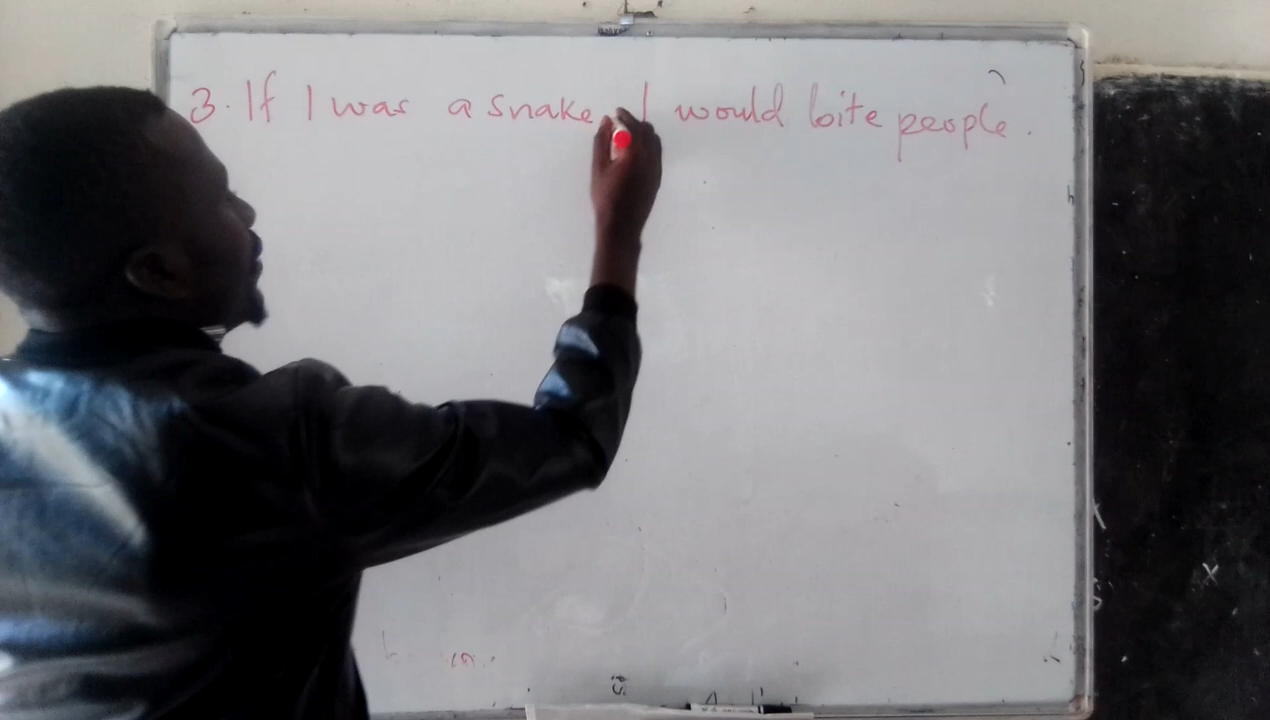 3. If I was a snake, I would bite people.